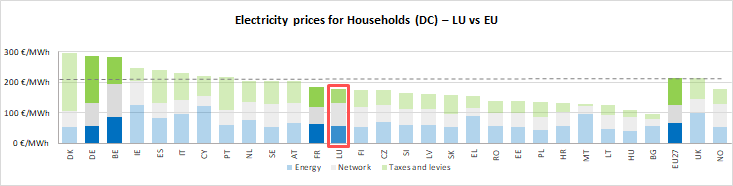 Electricity prices for Households (DC) – LU vs EU
300 €/MWh
200 €/MWh
100 €/MWh
0 €/MWh
DK DE BE IE ES IT CY PT NL SE AT FR LU FI CZ SI LV SK EL RO EE PL HR MT LT HU BG EU27 UK NO
Energy Network Taxes and levies